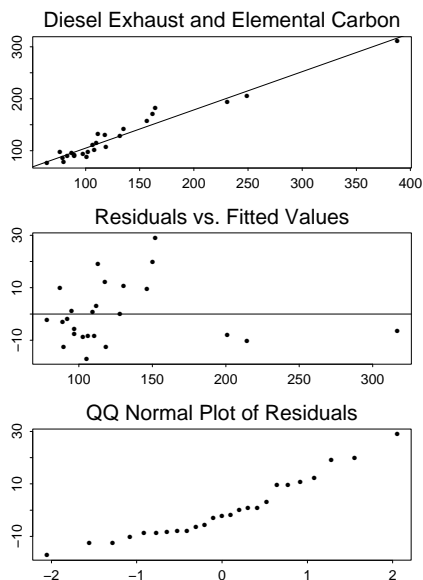 Diesel Exhaust and Elemental Carbon
300
200
100
100 150 200 250 300 350 400
Residuals vs. Fitted Values
30
10
−10
100 150 200 250 300
QQ Normal Plot of Residuals
30
10
−10
−2 −1 0 1 2